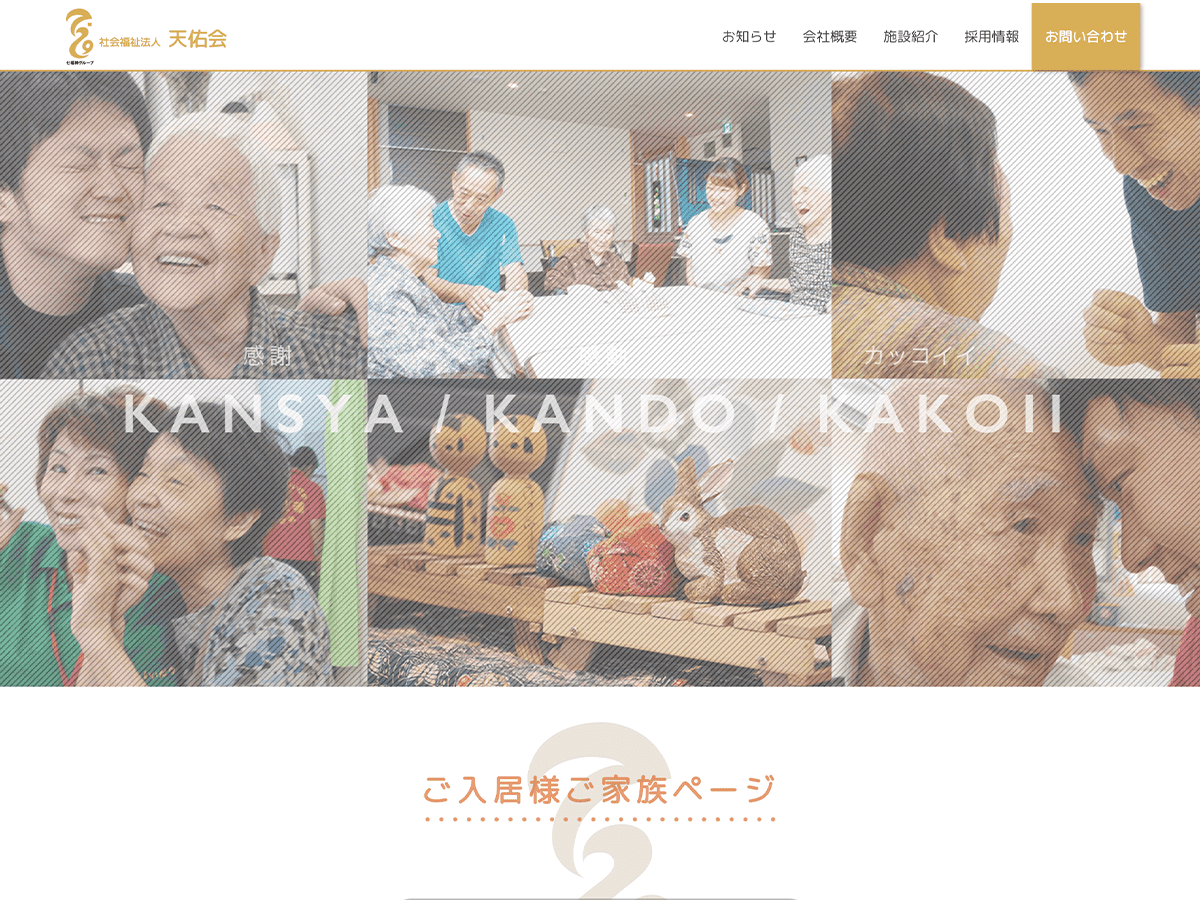 社会福祉法人 天佑会
七福神グループ
お知らせ
会社概要
施設紹介
採用情報
お問い合わせ
感謝
感動
カッコイイ
KANSYA / KANDO / KAKOII
ご入居様ご家族ページ